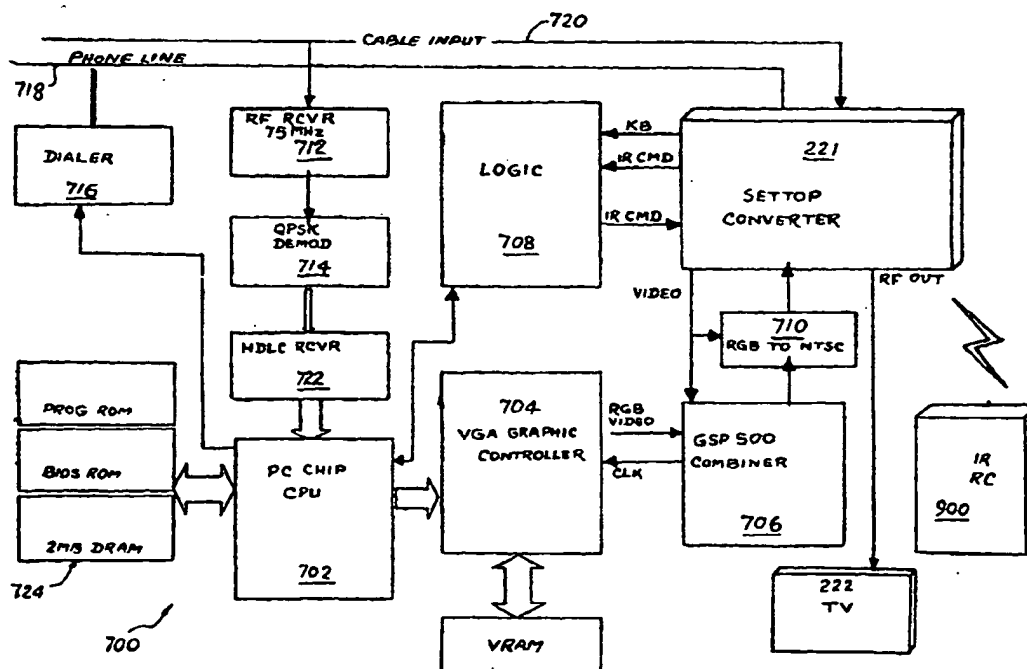 720
CABLE INPUT
PHONE LINE
718
RF RCVR
75 MHz
712
DIALER
716
QPSK
DEMOD
714
HDLC RCVR
722
LOGIC
708
KB
IR CMD
IR CMD
221
SETTOP
CONVERTER
VIDEO
RF OUT
710
RGB TO NTSC
PROG ROM
BIOS ROM
2MB DRAM
724
PC CHIP
CPU
702
704
VGA GRAPHIC
CONTROLLER
RGB
VIDEO
CLK
GSP 500
COMBINER
706
IR
RC
900
222
TV
700
VRAM